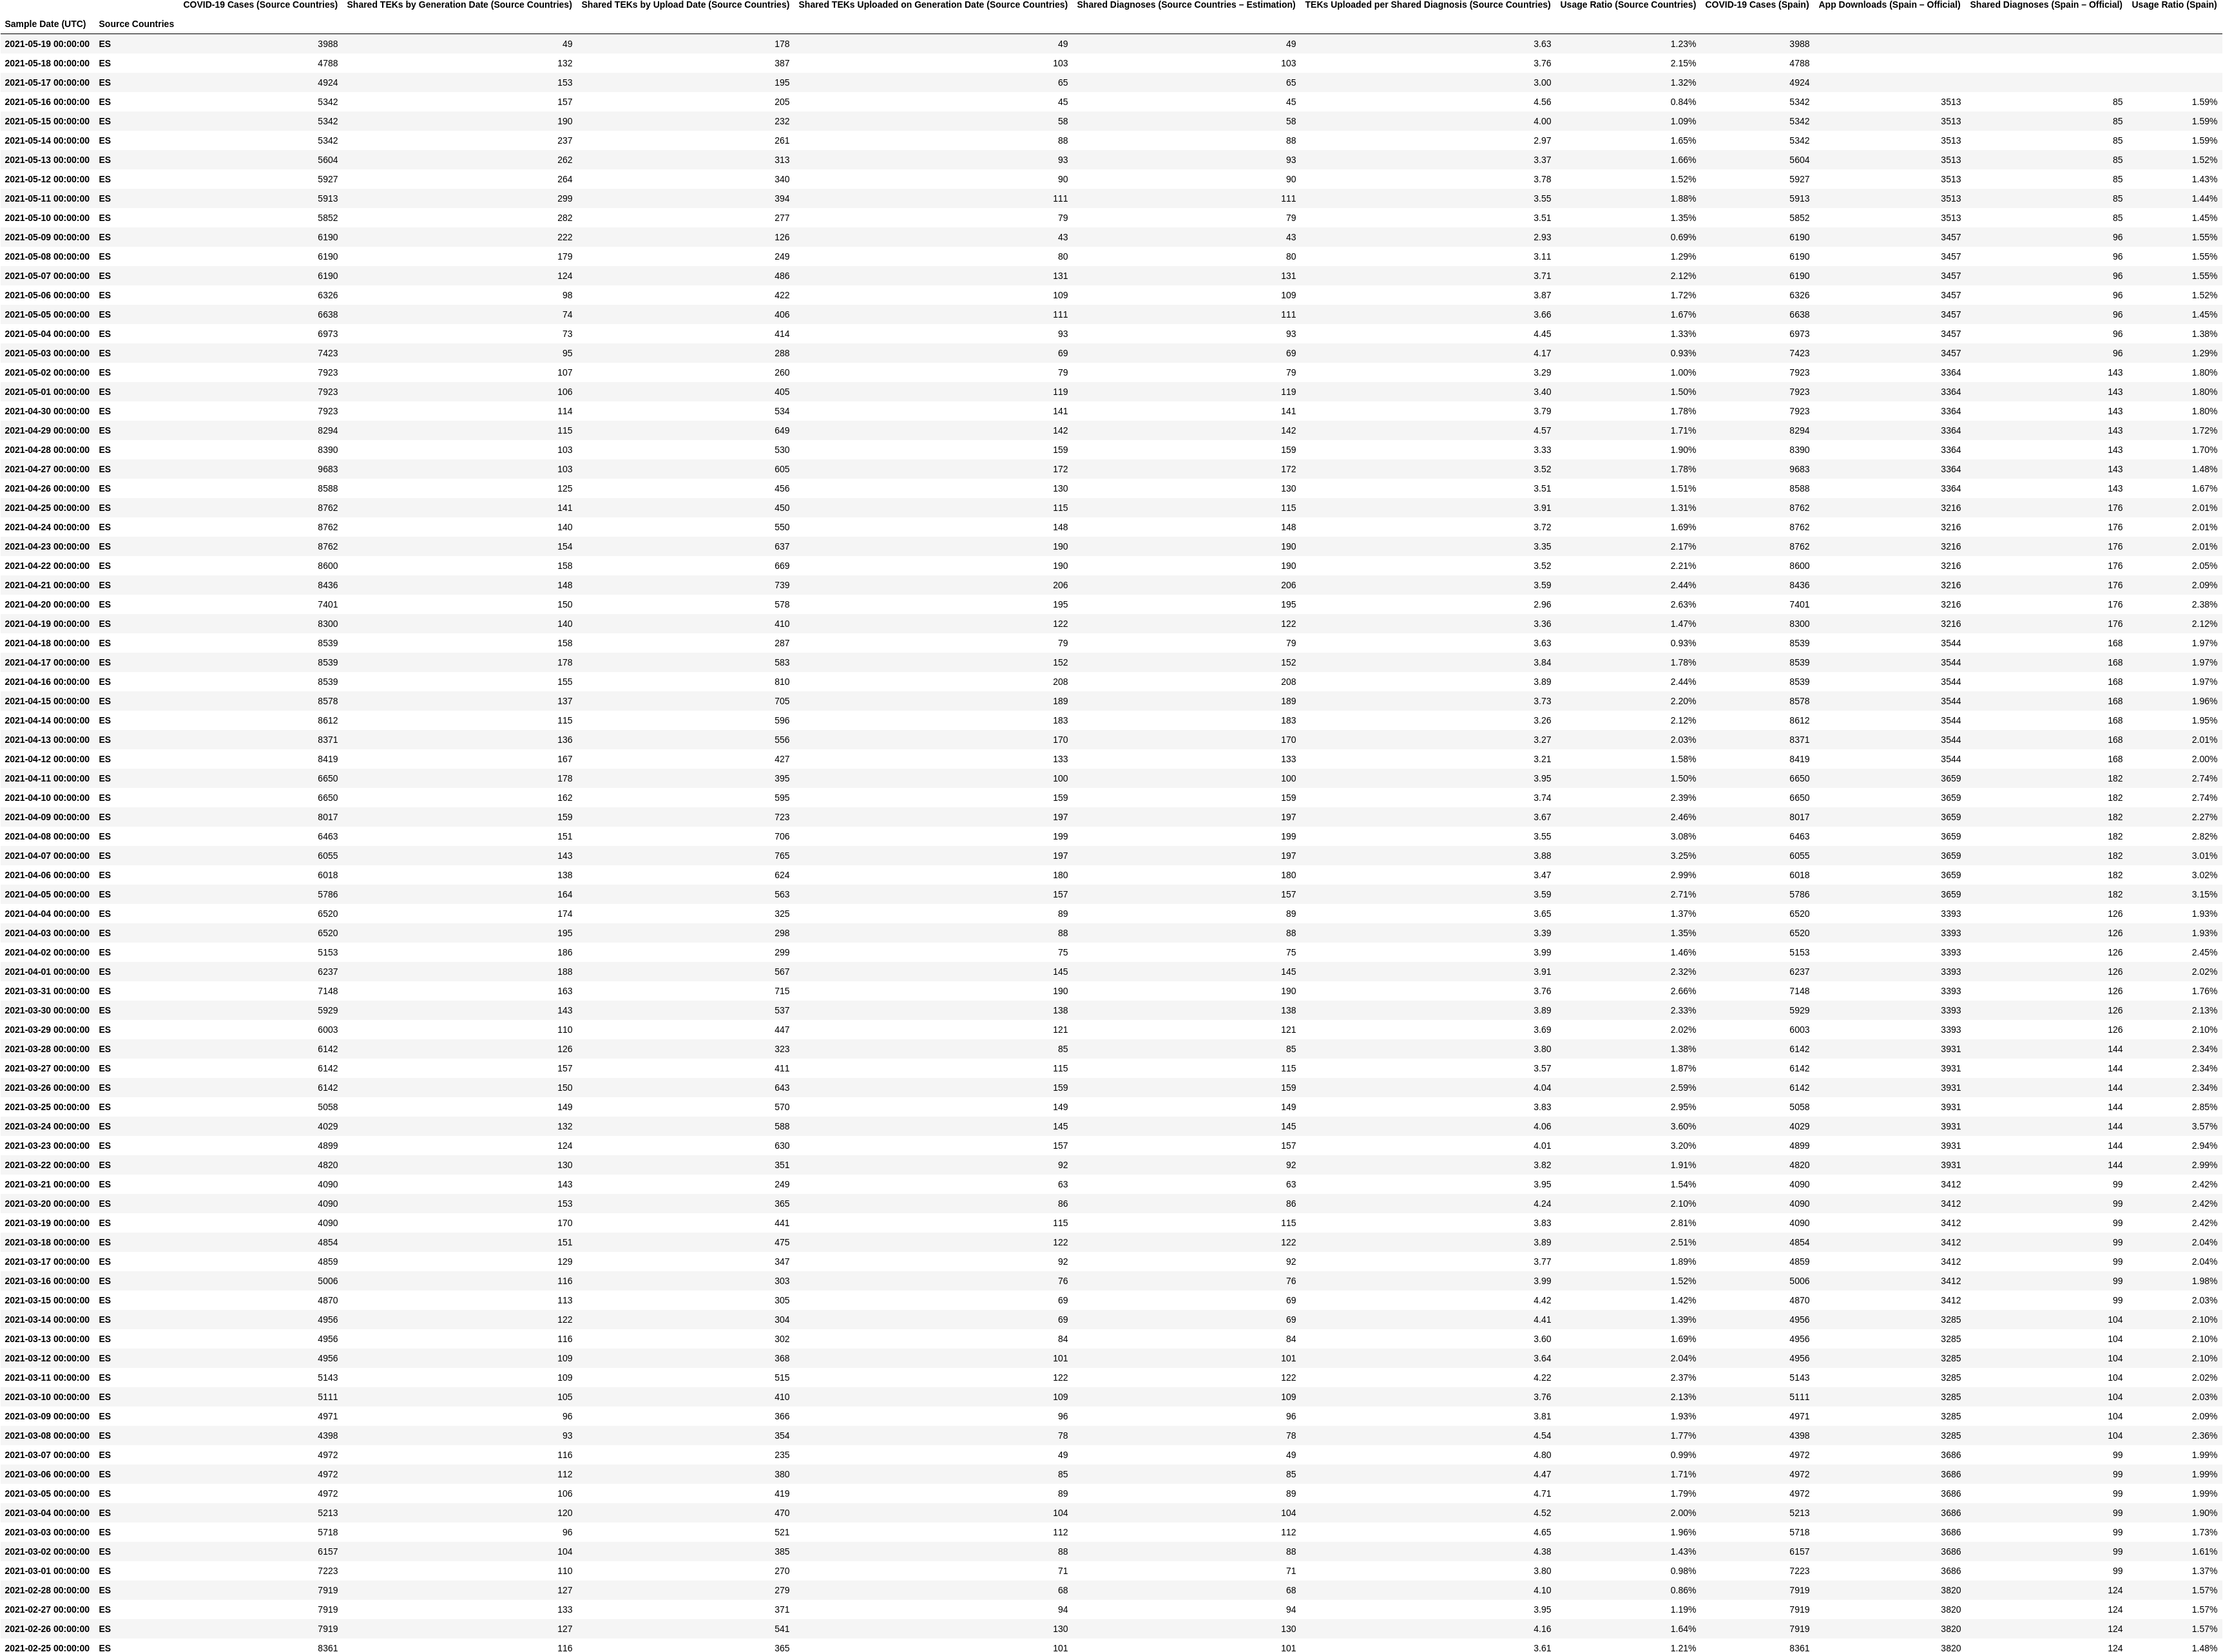 COVID-19 Cases (Source Countries) Shared TEKs by Generation Date (Source Countries) Shared TEKs by Upload Date (Source Countries) Shared TEKs Uploaded on Generation Date (Source Countries) Shared Diagnoses (Source Countries – Estimation) TEKs Uploaded per Shared Diagnosis (Source Countries) Usage Ratio (Source Countries) COVID-19 Cases (Spain) App Downloads (Spain – Official) Shared Diagnoses (Spain – Official) Usage Ratio (Spain)
Sample Date (UTC) Source Countries
2021-05-19 00:00:00 ES 3988 49 178 49 49 3.63 1.23% 3988
2021-05-18 00:00:00 ES 4788 132 387 103 103 3.76 2.15% 4788
2021-05-17 00:00:00 ES 4924 153 195 65 65 3.00 1.32% 4924
2021-05-16 00:00:00 ES 5342 157 205 45 45 4.56 0.84% 5342 3513 85 1.59%
2021-05-15 00:00:00 ES 5342 190 232 58 58 4.00 1.09% 5342 3513 85 1.59%
2021-05-14 00:00:00 ES 5342 237 261 88 88 2.97 1.65% 5342 3513 85 1.59%
2021-05-13 00:00:00 ES 5604 262 313 93 93 3.37 1.66% 5604 3513 85 1.52%
2021-05-12 00:00:00 ES 5927 264 340 90 90 3.78 1.52% 5927 3513 85 1.43%
2021-05-11 00:00:00 ES 5913 299 394 111 111 3.55 1.88% 5913 3513 85 1.44%
2021-05-10 00:00:00 ES 5852 282 277 79 79 3.51 1.35% 5852 3513 85 1.45%
2021-05-09 00:00:00 ES 6190 222 126 43 43 2.93 0.69% 6190 3457 96 1.55%
2021-05-08 00:00:00 ES 6190 179 249 80 80 3.11 1.29% 6190 3457 96 1.55%
2021-05-07 00:00:00 ES 6190 124 486 131 131 3.71 2.12% 6190 3457 96 1.55%
2021-05-06 00:00:00 ES 6326 98 422 109 109 3.87 1.72% 6326 3457 96 1.52%
2021-05-05 00:00:00 ES 6638 74 406 111 111 3.66 1.67% 6638 3457 96 1.45%
2021-05-04 00:00:00 ES 6973 73 414 93 93 4.45 1.33% 6973 3457 96 1.38%
2021-05-03 00:00:00 ES 7423 95 288 69 69 4.17 0.93% 7423 3457 96 1.29%
2021-05-02 00:00:00 ES 7923 107 260 79 79 3.29 1.00% 7923 3364 143 1.80%
2021-05-01 00:00:00 ES 7923 106 405 119 119 3.40 1.50% 7923 3364 143 1.80%
2021-04-30 00:00:00 ES 7923 114 534 141 141 3.79 1.78% 7923 3364 143 1.80%
2021-04-29 00:00:00 ES 8294 115 649 142 142 4.57 1.71% 8294 3364 143 1.72%
2021-04-28 00:00:00 ES 8390 103 530 159 159 3.33 1.90% 8390 3364 143 1.70%
2021-04-27 00:00:00 ES 9683 103 605 172 172 3.52 1.78% 9683 3364 143 1.48%
2021-04-26 00:00:00 ES 8588 125 456 130 130 3.51 1.51% 8588 3364 143 1.67%
2021-04-25 00:00:00 ES 8762 141 450 115 115 3.91 1.31% 8762 3216 176 2.01%
2021-04-24 00:00:00 ES 8762 140 550 148 148 3.72 1.69% 8762 3216 176 2.01%
2021-04-23 00:00:00 ES 8762 154 637 190 190 3.35 2.17% 8762 3216 176 2.01%
2021-04-22 00:00:00 ES 8600 158 669 190 190 3.52 2.21% 8600 3216 176 2.05%
2021-04-21 00:00:00 ES 8436 148 739 206 206 3.59 2.44% 8436 3216 176 2.09%
2021-04-20 00:00:00 ES 7401 150 578 195 195 2.96 2.63% 7401 3216 176 2.38%
2021-04-19 00:00:00 ES 8300 140 410 122 122 3.36 1.47% 8300 3216 176 2.12%
2021-04-18 00:00:00 ES 8539 158 287 79 79 3.63 0.93% 8539 3544 168 1.97%
2021-04-17 00:00:00 ES 8539 178 583 152 152 3.84 1.78% 8539 3544 168 1.97%
2021-04-16 00:00:00 ES 8539 155 810 208 208 3.89 2.44% 8539 3544 168 1.97%
2021-04-15 00:00:00 ES 8578 137 705 189 189 3.73 2.20% 8578 3544 168 1.96%
2021-04-14 00:00:00 ES 8612 115 596 183 183 3.26 2.12% 8612 3544 168 1.95%
2021-04-13 00:00:00 ES 8371 136 556 170 170 3.27 2.03% 8371 3544 168 2.01%
2021-04-12 00:00:00 ES 8419 167 427 133 133 3.21 1.58% 8419 3544 168 2.00%
2021-04-11 00:00:00 ES 6650 178 395 100 100 3.95 1.50% 6650 3659 182 2.74%
2021-04-10 00:00:00 ES 6650 162 595 159 159 3.74 2.39% 6650 3659 182 2.74%
2021-04-09 00:00:00 ES 8017 159 723 197 197 3.67 2.46% 8017 3659 182 2.27%
2021-04-08 00:00:00 ES 6463 151 706 199 199 3.55 3.08% 6463 3659 182 2.82%
2021-04-07 00:00:00 ES 6055 143 765 197 197 3.88 3.25% 6055 3659 182 3.01%
2021-04-06 00:00:00 ES 6018 138 624 180 180 3.47 2.99% 6018 3659 182 3.02%
2021-04-05 00:00:00 ES 5786 164 563 157 157 3.59 2.71% 5786 3659 182 3.15%
2021-04-04 00:00:00 ES 6520 174 325 89 89 3.65 1.37% 6520 3393 126 1.93%
2021-04-03 00:00:00 ES 6520 195 298 88 88 3.39 1.35% 6520 3393 126 1.93%
2021-04-02 00:00:00 ES 5153 186 299 75 75 3.99 1.46% 5153 3393 126 2.45%
2021-04-01 00:00:00 ES 6237 188 567 145 145 3.91 2.32% 6237 3393 126 2.02%
2021-03-31 00:00:00 ES 7148 163 715 190 190 3.76 2.66% 7148 3393 126 1.76%
2021-03-30 00:00:00 ES 5929 143 537 138 138 3.89 2.33% 5929 3393 126 2.13%
2021-03-29 00:00:00 ES 6003 110 447 121 121 3.69 2.02% 6003 3393 126 2.10%
2021-03-28 00:00:00 ES 6142 126 323 85 85 3.80 1.38% 6142 3931 144 2.34%
2021-03-27 00:00:00 ES 6142 157 411 115 115 3.57 1.87% 6142 3931 144 2.34%
2021-03-26 00:00:00 ES 6142 150 643 159 159 4.04 2.59% 6142 3931 144 2.34%
2021-03-25 00:00:00 ES 5058 149 570 149 149 3.83 2.95% 5058 3931 144 2.85%
2021-03-24 00:00:00 ES 4029 132 588 145 145 4.06 3.60% 4029 3931 144 3.57%
2021-03-23 00:00:00 ES 4899 124 630 157 157 4.01 3.20% 4899 3931 144 2.94%
2021-03-22 00:00:00 ES 4820 130 351 92 92 3.82 1.91% 4820 3931 144 2.99%
2021-03-21 00:00:00 ES 4090 143 249 63 63 3.95 1.54% 4090 3412 99 2.42%
2021-03-20 00:00:00 ES 4090 153 365 86 86 4.24 2.10% 4090 3412 99 2.42%
2021-03-19 00:00:00 ES 4090 170 441 115 115 3.83 2.81% 4090 3412 99 2.42%
2021-03-18 00:00:00 ES 4854 151 475 122 122 3.89 2.51% 4854 3412 99 2.04%
2021-03-17 00:00:00 ES 4859 129 347 92 92 3.77 1.89% 4859 3412 99 2.04%
2021-03-16 00:00:00 ES 5006 116 303 76 76 3.99 1.52% 5006 3412 99 1.98%
2021-03-15 00:00:00 ES 4870 113 305 69 69 4.42 1.42% 4870 3412 99 2.03%
2021-03-14 00:00:00 ES 4956 122 304 69 69 4.41 1.39% 4956 3285 104 2.10%
2021-03-13 00:00:00 ES 4956 116 302 84 84 3.60 1.69% 4956 3285 104 2.10%
2021-03-12 00:00:00 ES 4956 109 368 101 101 3.64 2.04% 4956 3285 104 2.10%
2021-03-11 00:00:00 ES 5143 109 515 122 122 4.22 2.37% 5143 3285 104 2.02%
2021-03-10 00:00:00 ES 5111 105 410 109 109 3.76 2.13% 5111 3285 104 2.03%
2021-03-09 00:00:00 ES 4971 96 366 96 96 3.81 1.93% 4971 3285 104 2.09%
2021-03-08 00:00:00 ES 4398 93 354 78 78 4.54 1.77% 4398 3285 104 2.36%
2021-03-07 00:00:00 ES 4972 116 235 49 49 4.80 0.99% 4972 3686 99 1.99%
2021-03-06 00:00:00 ES 4972 112 380 85 85 4.47 1.71% 4972 3686 99 1.99%
2021-03-05 00:00:00 ES 4972 106 419 89 89 4.71 1.79% 4972 3686 99 1.99%
2021-03-04 00:00:00 ES 5213 120 470 104 104 4.52 2.00% 5213 3686 99 1.90%
2021-03-03 00:00:00 ES 5718 96 521 112 112 4.65 1.96% 5718 3686 99 1.73%
2021-03-02 00:00:00 ES 6157 104 385 88 88 4.38 1.43% 6157 3686 99 1.61%
2021-03-01 00:00:00 ES 7223 110 270 71 71 3.80 0.98% 7223 3686 99 1.37%
2021-02-28 00:00:00 ES 7919 127 279 68 68 4.10 0.86% 7919 3820 124 1.57%
2021-02-27 00:00:00 ES 7919 133 371 94 94 3.95 1.19% 7919 3820 124 1.57%
2021-02-26 00:00:00 ES 7919 127 541 130 130 4.16 1.64% 7919 3820 124 1.57%
2021-02-25 00:00:00 ES 8361 116 365 101 101 3.61 1.21% 8361 3820 124 1.48%